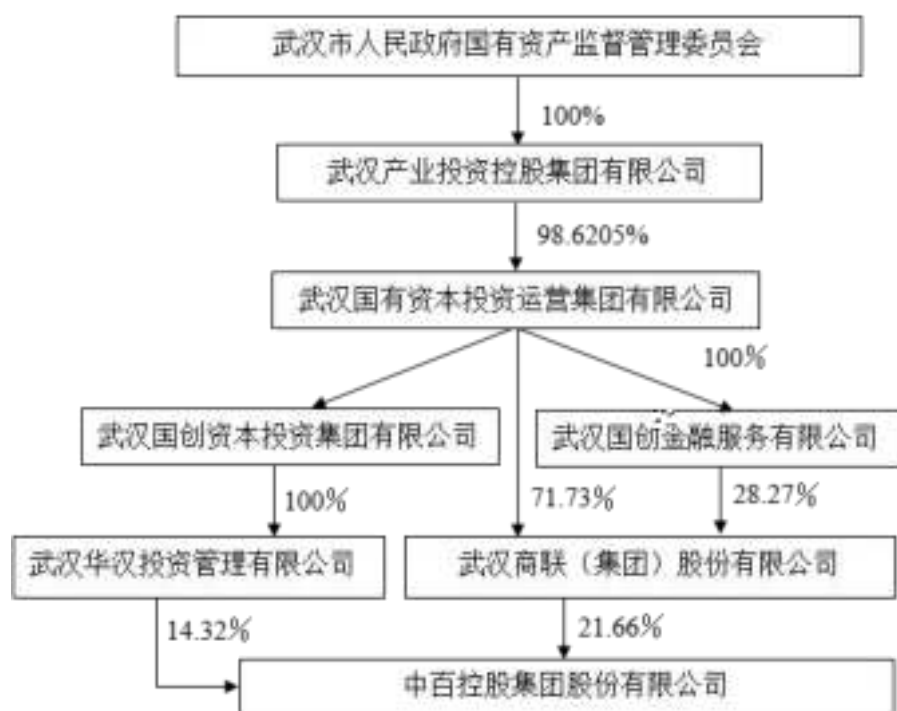 武汉市人民政府国有资产监督管理委员会
100%
武汉产业投资控股集团有限公司
98.6205%
武汉国有资本投资运营集团有限公司
100%
武汉国创资本投资集团有限公司
武汉国创金融服务有限公司
100%
71.73%
28.27%
武汉华汉投资管理有限公司
武汉商联（集团）股份有限公司
14.32%
21.66%
中百控股集团股份有限公司